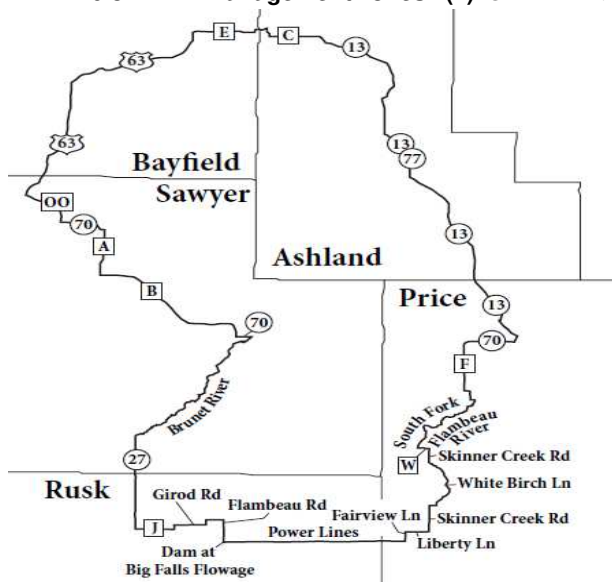 E
C
13
63
13
77
63
Bayfield
Sawyer
OO
70
A
13
Ashland
B
Price
13
70
70
F
Brunet River
South Fork
Flambeau
River
27
W
Skinner Creek Rd
Rusk
White Birch Ln
Girod Rd
Flambeau Rd
Fairview Ln
Skinner Creek Rd
J
Power Lines
Liberty Ln
Dam at
Big Falls Flowage